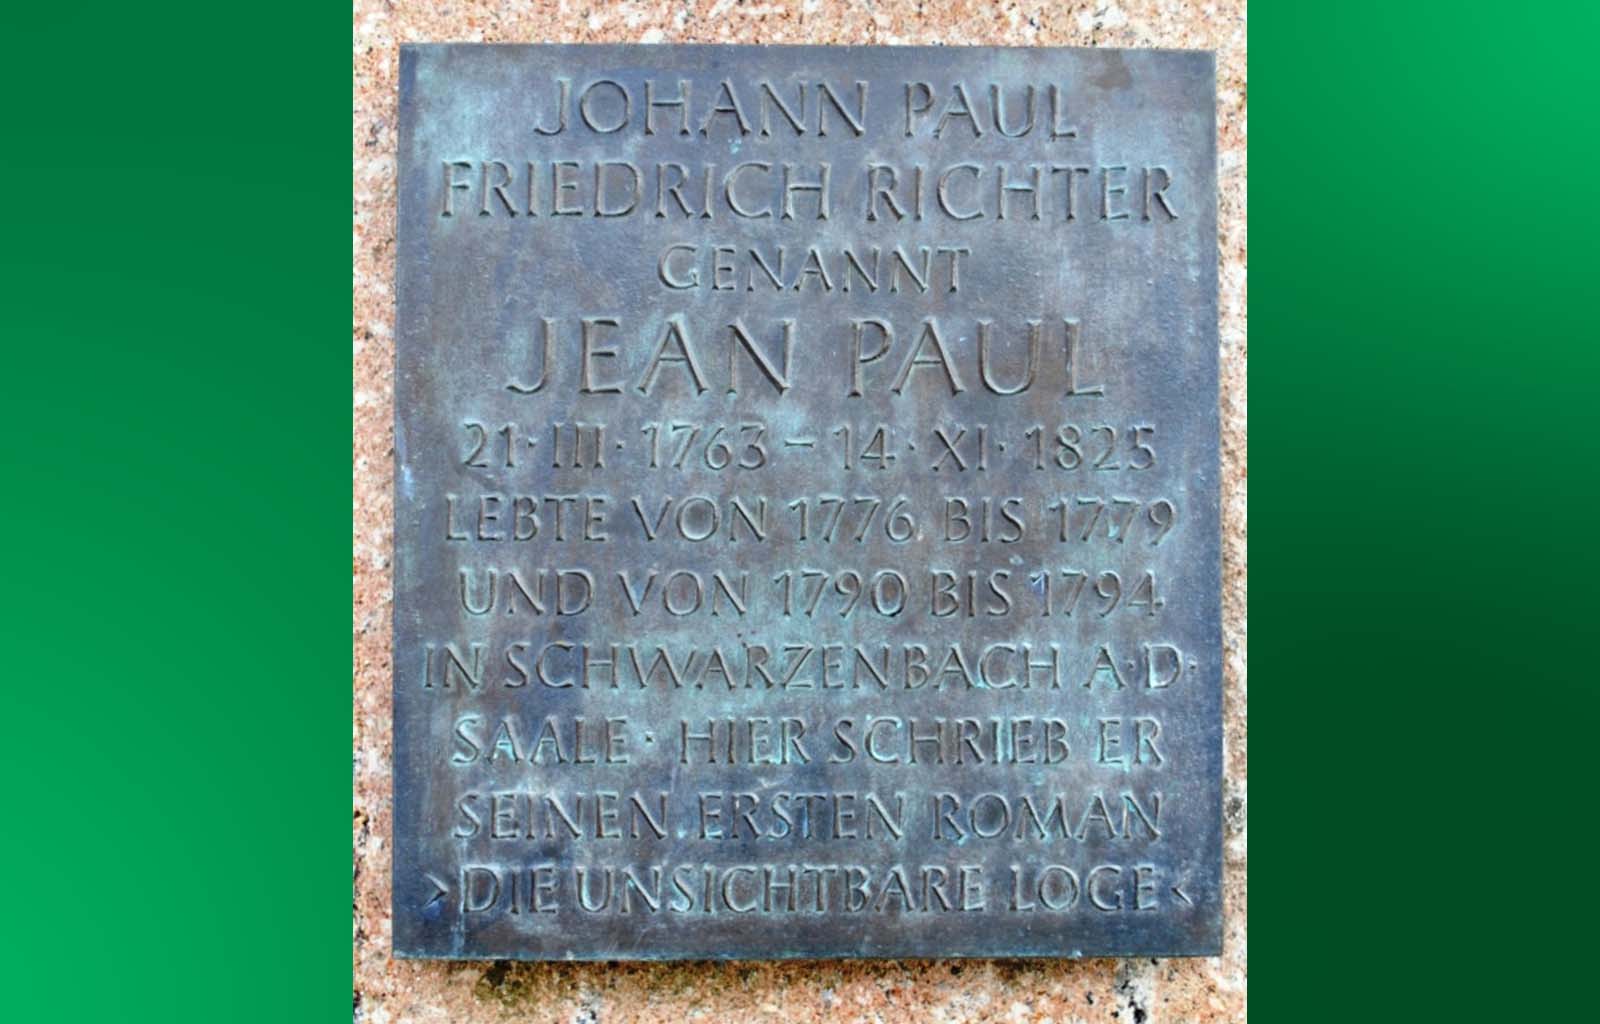 JOHANN PAUL
FRIEDRICH RICHTER
GENANNT
JEAN PAUL
21·III·1763–14·XI·1825
LEBTE VON 1776 BIS 1779
UND VON 1790 BIS 1794
IN SCHWARZENBACH A·D·
SAALE· HIER SCHRIEB ER
SEINEN ERSTEN ROMAN
›DIE UNSICHTBARE LOGE‹